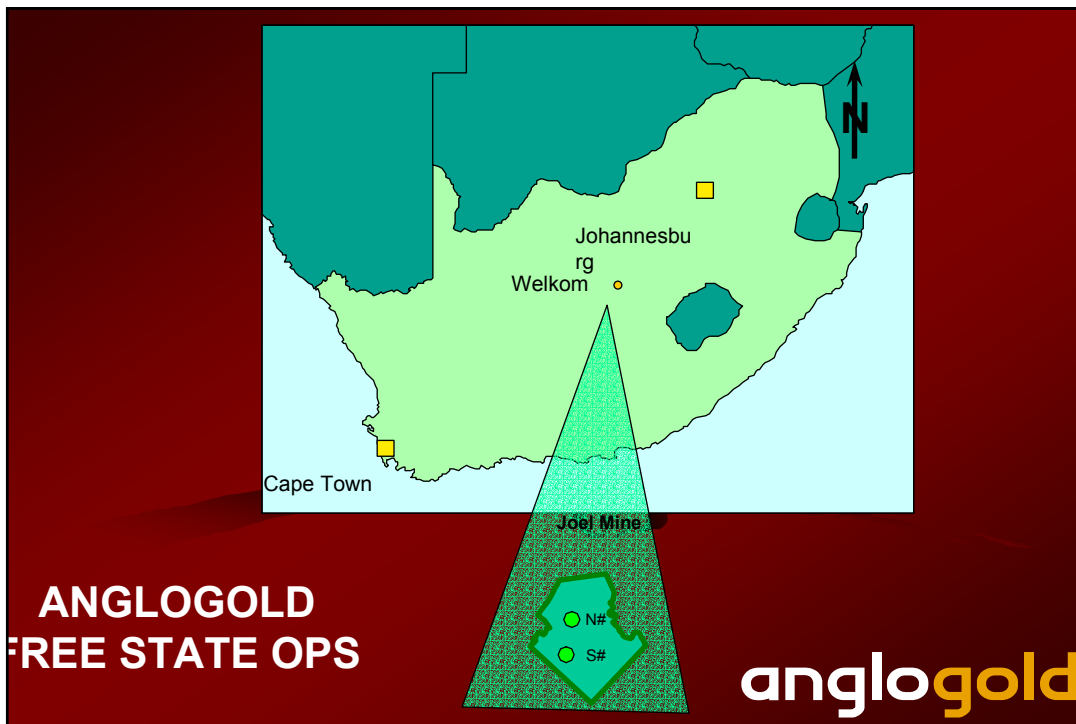 N
Johannesbu
rg
Welkom
Cape Town
Joel Mine
N#
S#
ANGLOGOLD
FREE STATE OPS
anglogold